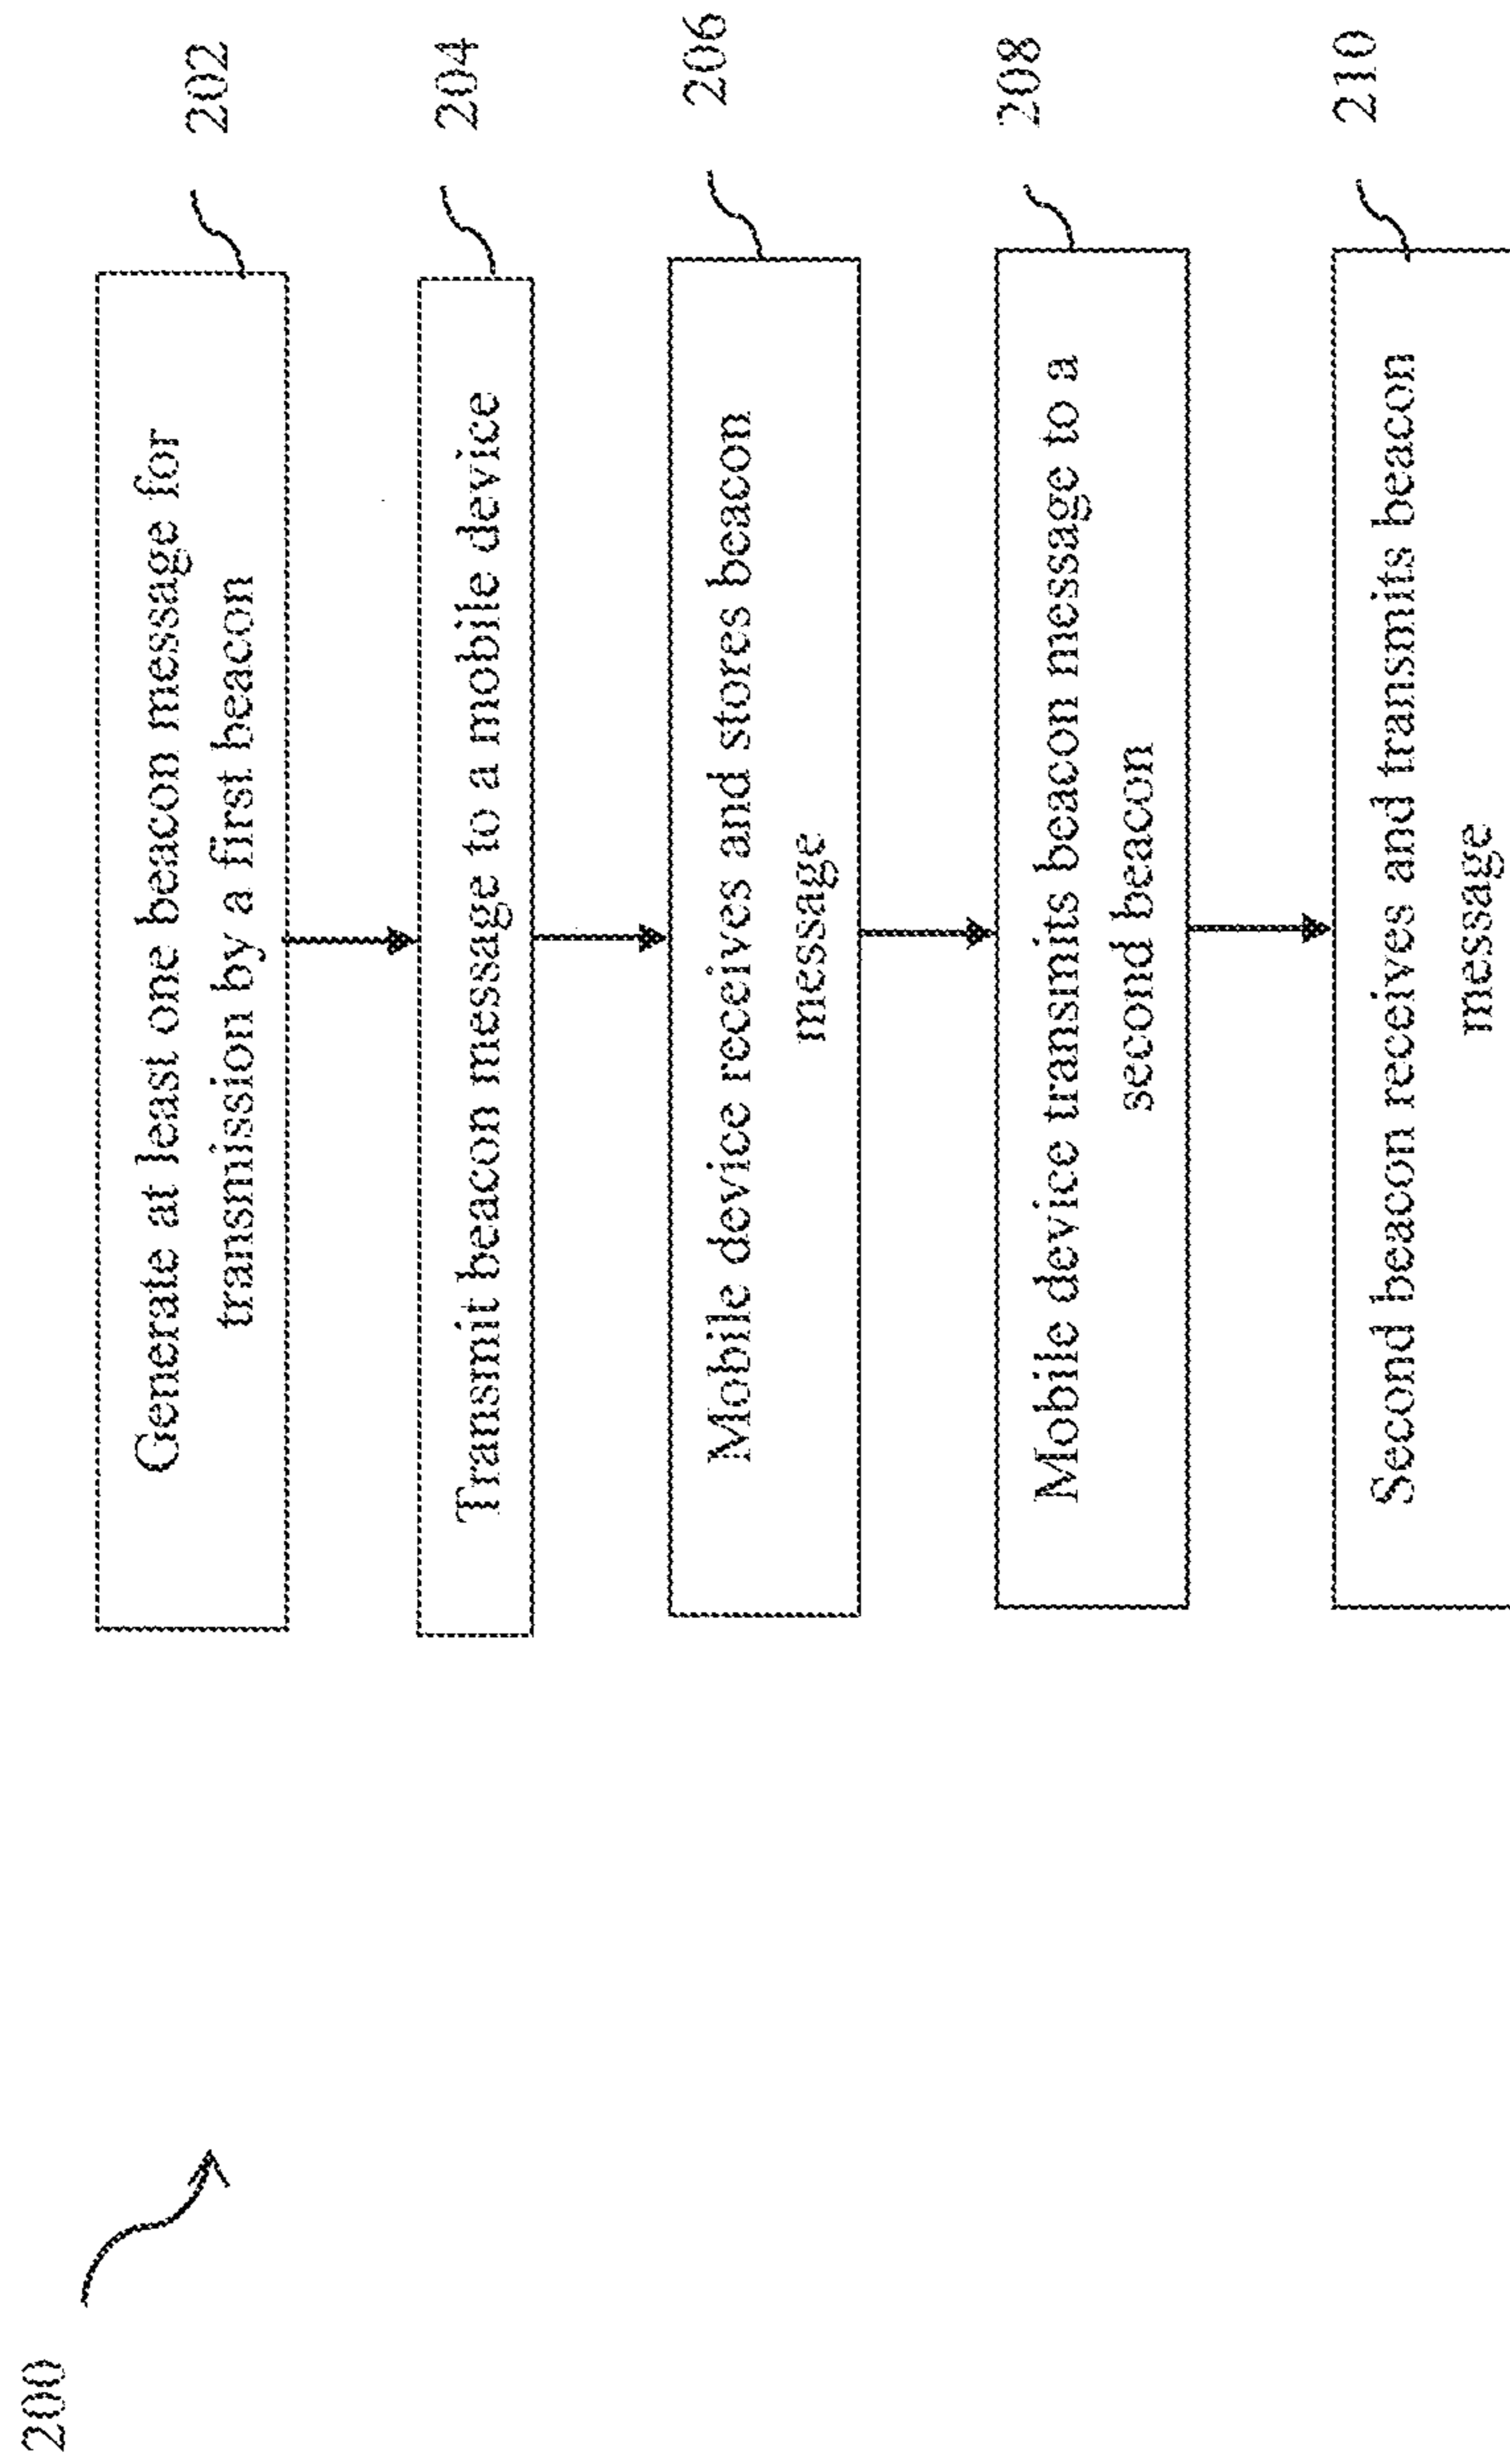 200
Generate at least one beacon message for
transmission by a first beacon
202
Transmit beacon message to a mobile device
204
Mobile device receives and stores beacon
message
206
Mobile device transmits beacon message to a
second beacon
208
Second beacon receives and transmits beacon
message
210